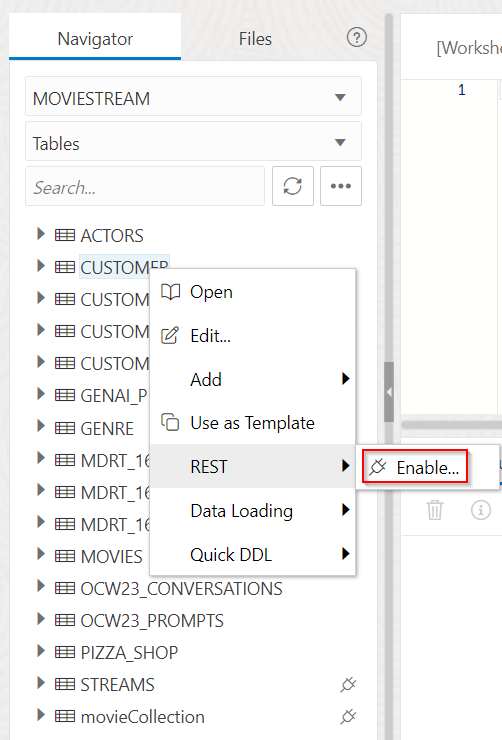 Navigator
Files
?
[Workshe
1
MOVIESTREAM
Tables
Search...
ACTORS
CUSTOMER
CUSTOM
CUSTOM
CUSTOM
GENAI_P
GENRE
MDRT_16
MDRT_16
MDRT_16
MOVIES
OCW23_CONVERSATIONS
OCW23_PROMPTS
PIZZA_SHOP
STREAMS
movieCollection
Open
Edit...
Add
Use as Template
REST
Data Loading
Quick DDL
Enable...